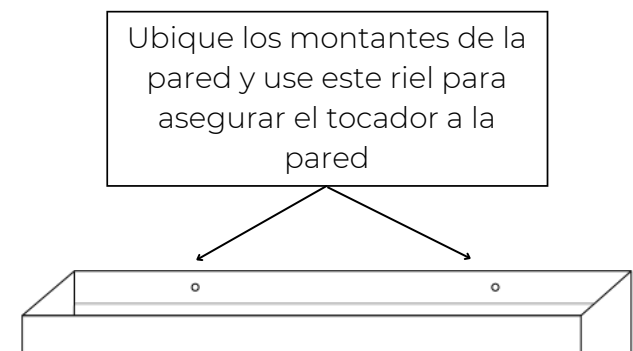 Ubique los montantes de la
pared y use este riel para
asegurar el tocador a la
pared